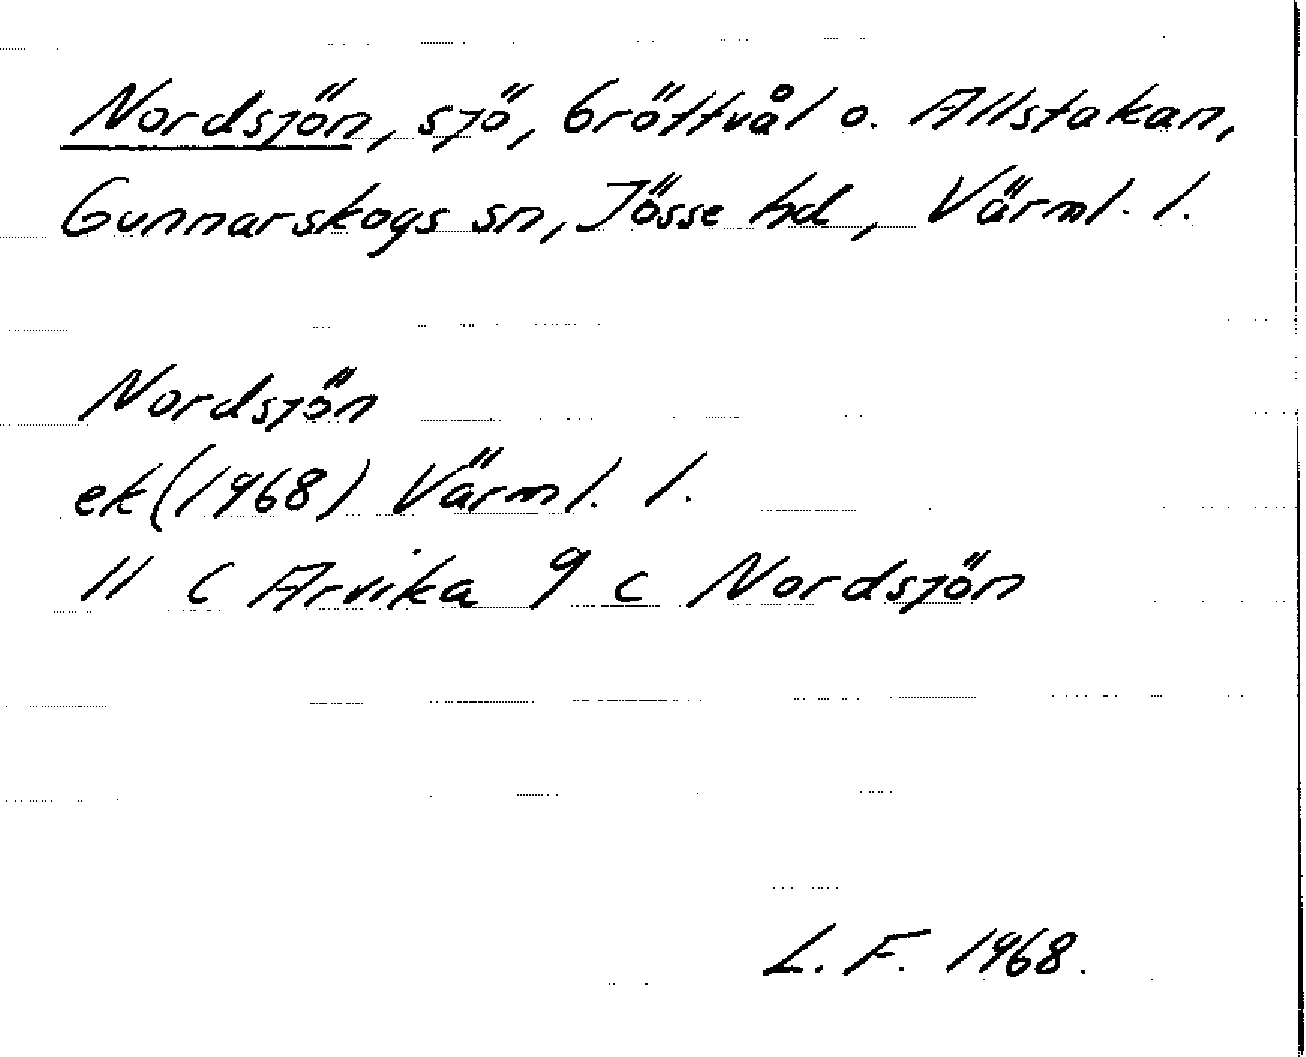 Nordsjön, sjö, Gröttvål o. Allstakan,
Gunnarskogs sn, Jösse hd, Värml. l.
Nordsjön
ek (1968) Värml. l.
11 C Arvika 9 c Nordsjön
L. F. 1968.